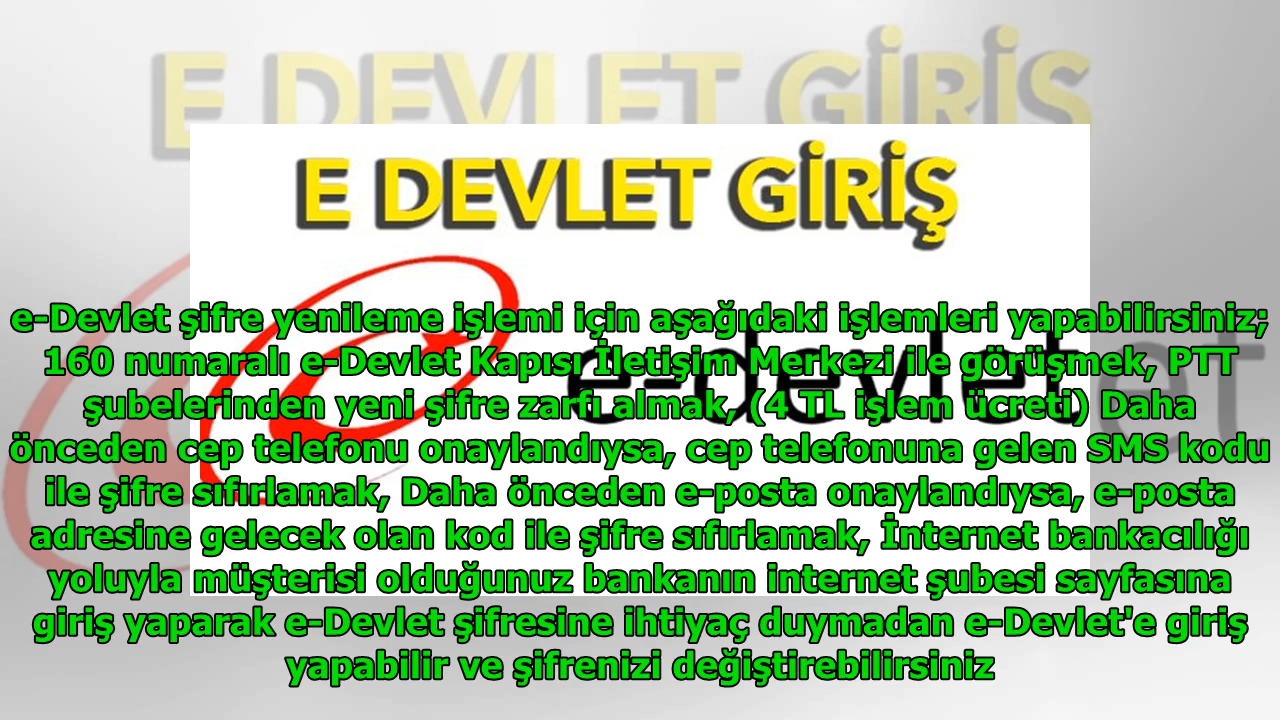 E DEVLET GİRİŞ
E DEVLET GİRİŞ
e-Devlet şifre yenileme işlemi için aşağıdaki işlemleri yapabilirsiniz;
160 numaralı e-Devlet Kapısı İletişim Merkezi ile görüşmek, PTT
şubelerinden yeni şifre zarfı almak, (4 TL işlem ücreti) Daha
önceden cep telefonu onaylandıysa, cep telefonuna gelen SMS kodu
ile şifre sıfırlamak, Daha önceden e-posta onaylandıysa, e-posta
adresine gelecek olan kod ile şifre sıfırlamak, İnternet bankacılığı
yoluyla müşterisi olduğunuz bankanın internet şubesi sayfasına
giriş yaparak e-Devlet şifresine ihtiyaç duymadan e-Devlet'e giriş
yapabilir ve şifrenizi değiştirebilirsiniz
e-devlet
et